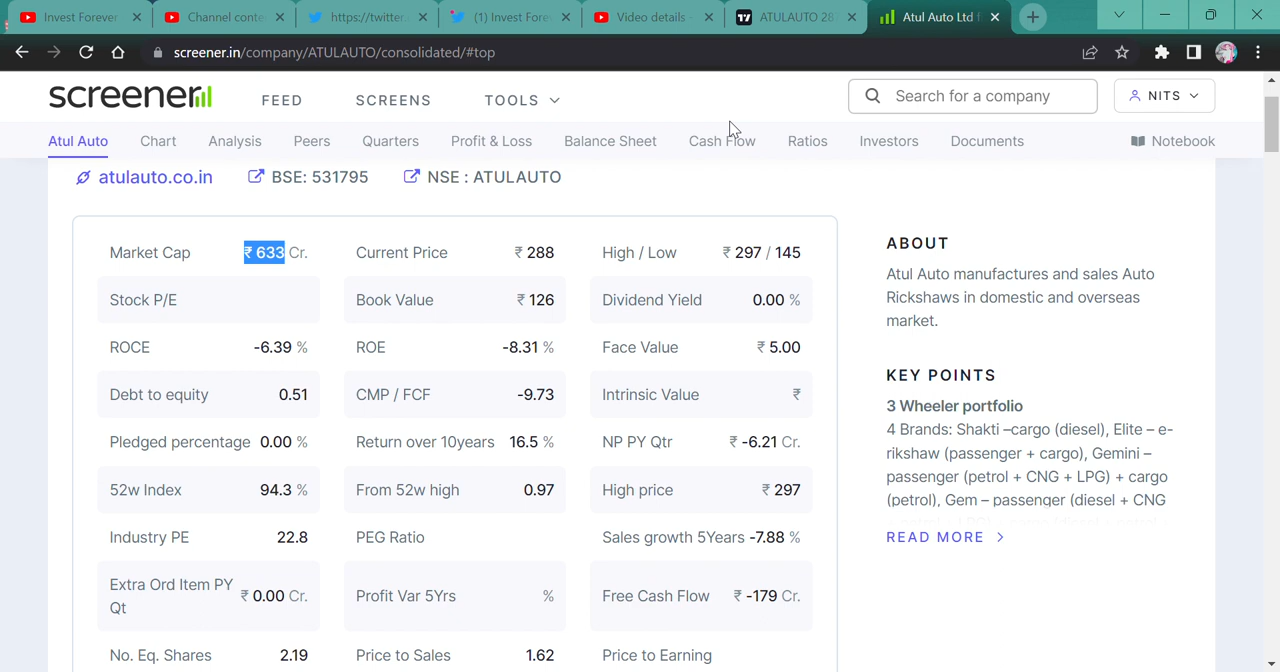 Invest Forever
Channel conte
https://twitter.
(1) Invest Fore
Video details -
ATULAUTO 28
Atul Auto Ltd f
screener.in/company/ATULAUTO/consolidated/#top
screener
FEED
SCREENS
TOOLS
Search for a company
NITS
Atul Auto
Chart
Analysis
Peers
Quarters
Profit & Loss
Balance Sheet
Cash Flow
Ratios
Investors
Documents
Notebook
atulauto.co.in
BSE: 531795
NSE : ATULAUTO
Market Cap ₹ 633 Cr.
Current Price ₹ 288
High / Low ₹ 297 / 145
Stock P/E
Book Value ₹ 126
Dividend Yield 0.00 %
ROCE -6.39 %
ROE -8.31 %
Face Value ₹ 5.00
Debt to equity 0.51
CMP / FCF -9.73
Intrinsic Value ₹
Pledged percentage 0.00 %
Return over 10years 16.5 %
NP PY Qtr ₹ -6.21 Cr.
52w Index 94.3 %
From 52w high 0.97
High price ₹ 297
Industry PE 22.8
PEG Ratio
Sales growth 5Years -7.88 %
Extra Ord Item PY
Qt ₹ 0.00 Cr.
Profit Var 5Yrs %
Free Cash Flow ₹ -179 Cr.
No. Eq. Shares 2.19
Price to Sales 1.62
Price to Earning
ABOUT
Atul Auto manufactures and sales Auto
Rickshaws in domestic and overseas
market.
KEY POINTS
3 Wheeler portfolio
4 Brands: Shakti –cargo (diesel), Elite – e-
rikshaw (passenger + cargo), Gemini –
passenger (petrol + CNG + LPG) + cargo
(petrol), Gem – passenger (diesel + CNG
READ MORE